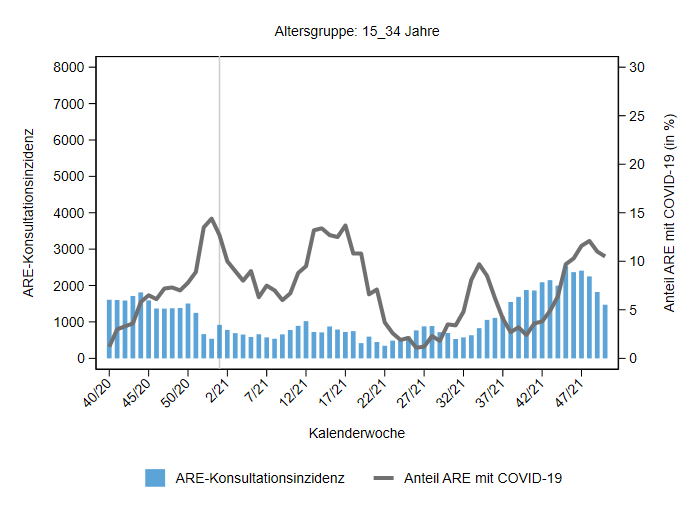 Altersgruppe: 15_34 Jahre
8000
7000
6000
5000
4000
3000
2000
1000
0
ARE-Konsultationsinzidenz
30
25
20
15
10
5
0
Anteil ARE mit COVID-19 (in %)
40/20 45/20 50/20 2/21 7/21 12/21 17/21 22/21 27/21 32/21 37/21 42/21 47/21
Kalenderwoche
ARE-Konsultationsinzidenz Anteil ARE mit COVID-19